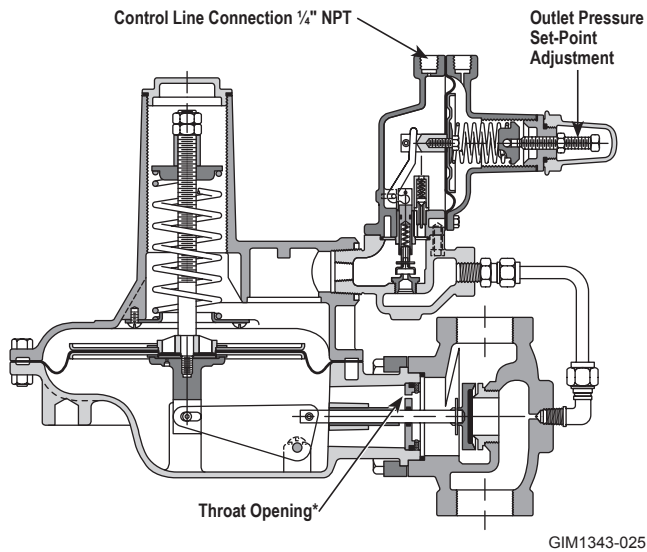 Control Line Connection ¼" NPT
Outlet Pressure
Set-Point
Adjustment
Throat Opening*
GIM1343-025